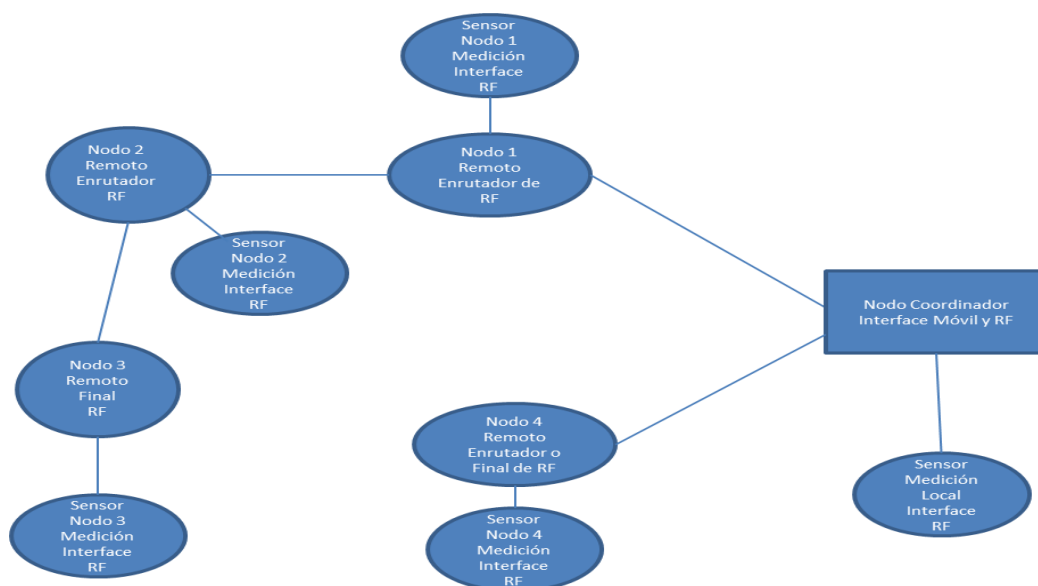 Sensor
Nodo 1
Medición
Interface
RF
Nodo 2
Remoto
Enrutador
RF
Nodo 1
Remoto
Enrutador de
RF
Sensor
Nodo 2
Medición
Interface
RF
Nodo Coordinador
Interface Móvil y RF
Nodo 3
Remoto
Final
RF
Nodo 4
Remoto
Enrutador o
Final de RF
Sensor
Medición
Local
Interface
RF
Sensor
Nodo 3
Medición
Interface
RF
Sensor
Nodo 4
Medición
Interface
RF